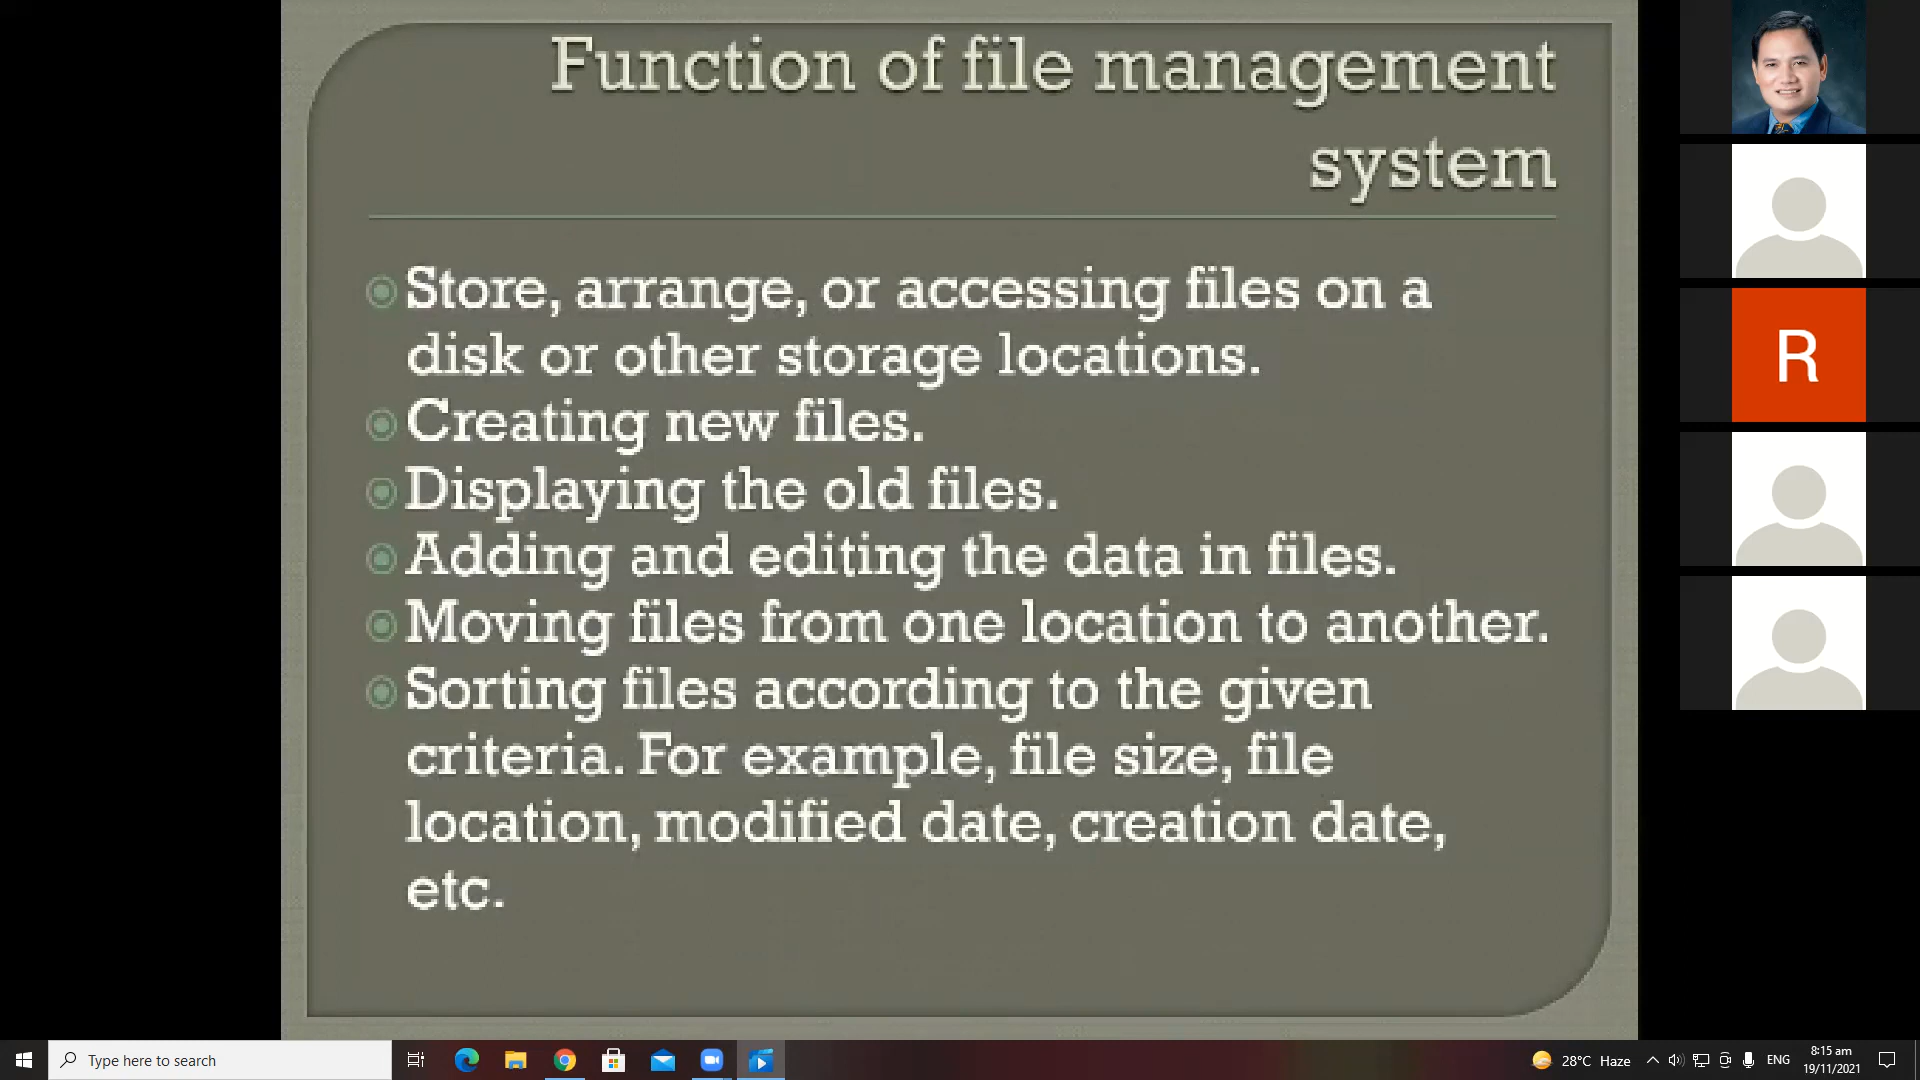 Function of file management
system
Store, arrange, or accessing files on a
disk or other storage locations.
Creating new files.
Displaying the old files.
Adding and editing the data in files.
Moving files from one location to another.
Sorting files according to the given
criteria. For example, file size, file
location, modified date, creation date,
etc.
R
Type here to search
28°C Haze
ENG
8:15 am
19/11/2021